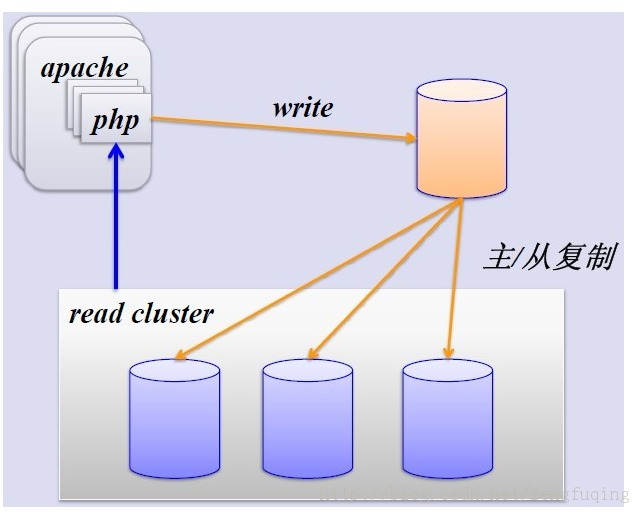 apache
php
write
主/从复制
read cluster